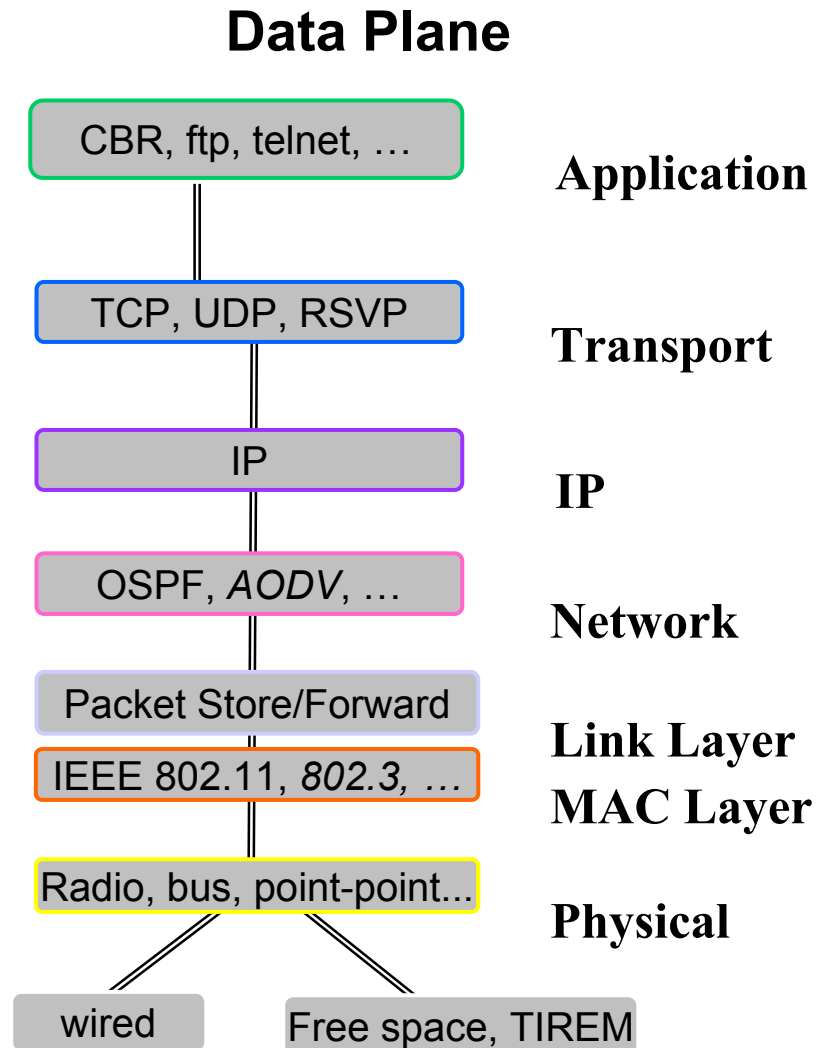 Data Plane
CBR, ftp, telnet, …
Application
TCP, UDP, RSVP
Transport
IP
IP
OSPF, AODV, …
Network
Packet Store/Forward
Link Layer
IEEE 802.11, 802.3, …
MAC Layer
Radio, bus, point-point...
Physical
wired
Free space, TIREM